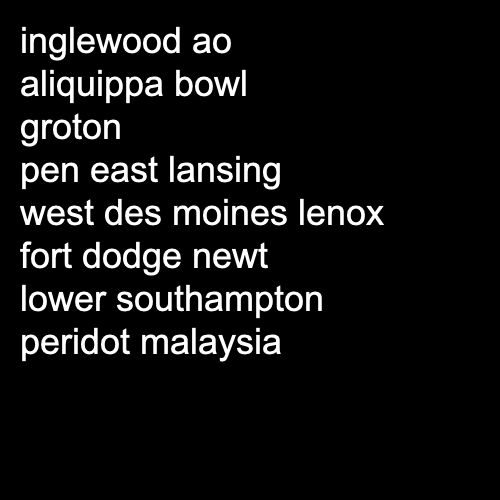 inglewood ao
aliquippa bowl
groton
pen east lansing
west des moines lenox
fort dodge newt
lower southampton
peridot malaysia